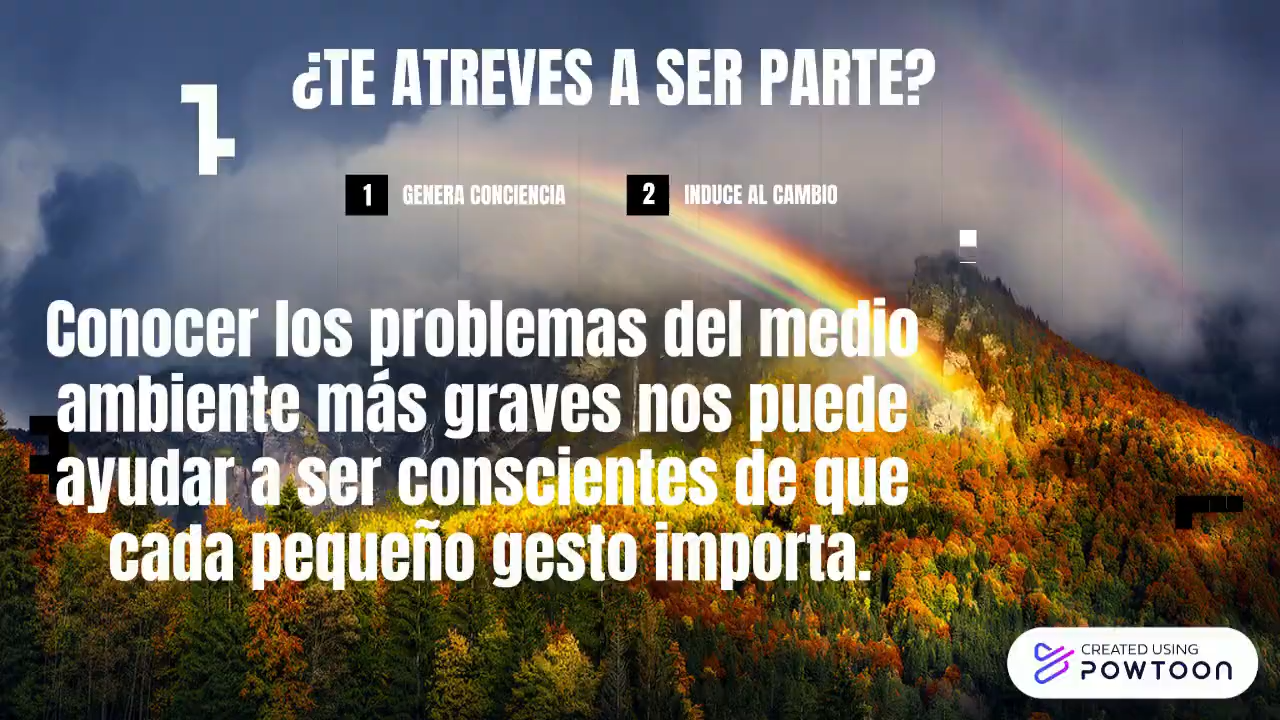 ¿TE ATREVES A SER PARTE?
1 GENERA CONCIENCIA 2 INDUCE AL CAMBIO
Conocer los problemas del medio
ambiente más graves nos puede
ayudar a ser conscientes de que
cada pequeño gesto importa.
CREATED USING
POWTOON